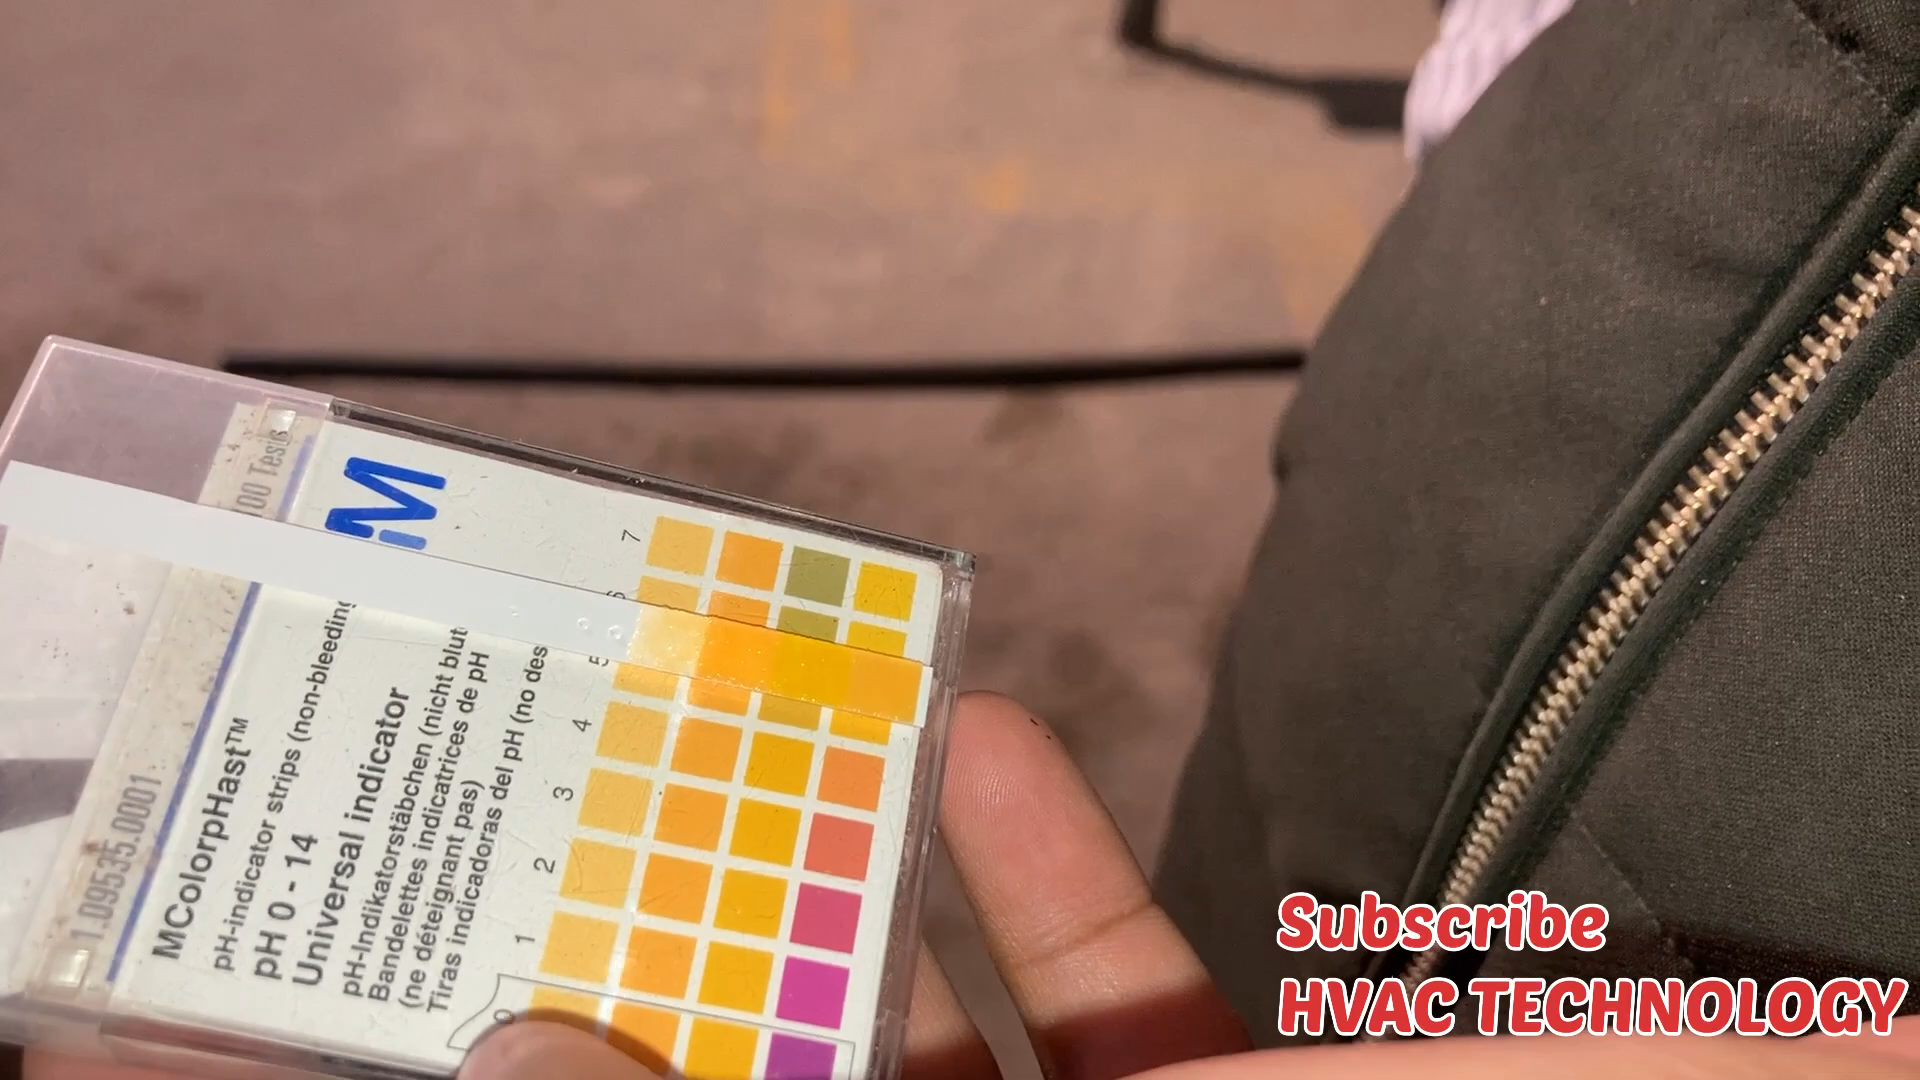 100 Tests
M
1.09535.0001
MColorpHast™
pH-indicator strips (non-bleeding
pH 0 - 14
Universal indicator
pH-Indikatorstäbchen (nicht blut
Bandelettes indicatrices de pH
(ne déteignant pas)
Tiras indicadoras del pH (no des
7
6
5
4
3
2
1
0
Subscribe
HVAC TECHNOLOGY